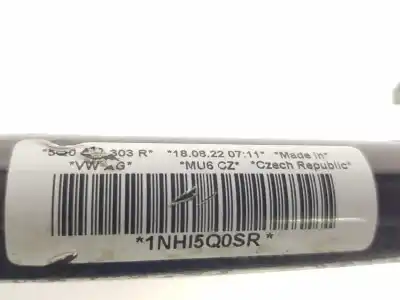 *5Q0 303 R* *18.08.22 07:11* *Made in*
*VW AG* *MU6 CZ* *Czech Republic*
*1NHI5Q0SR*